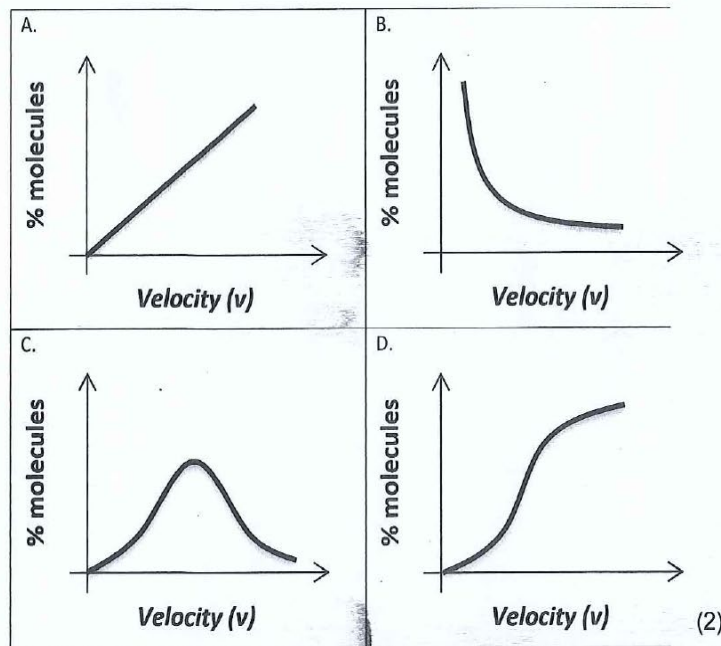 A.
% molecules
Velocity (v)
B.
% molecules
Velocity (v)
C.
% molecules
Velocity (v)
D.
% molecules
Velocity (v)
(2)